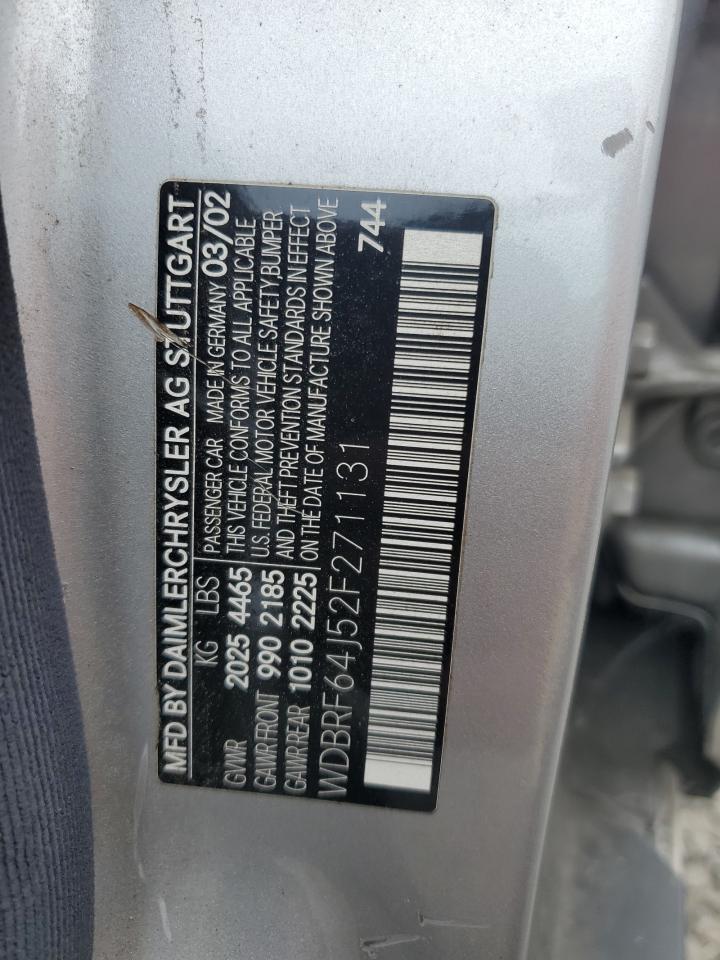 MFD BY DAIMLERCHRYSLER AG STUTTGART
KG LBS PASSENGER CAR MADE IN GERMANY 03/02
GVWR 2025 4465 THIS VEHICLE CONFORMS TO ALL APPLICABLE
GAWR FRONT 990 2185 U.S. FEDERAL MOTOR VEHICLE SAFETY, BUMPER
GAWR REAR 1010 2225 AND THEFT PREVENTION STANDARDS IN EFFECT
ON THE DATE OF MANUFACTURE SHOWN ABOVE
WDBRF64J52F271131 744